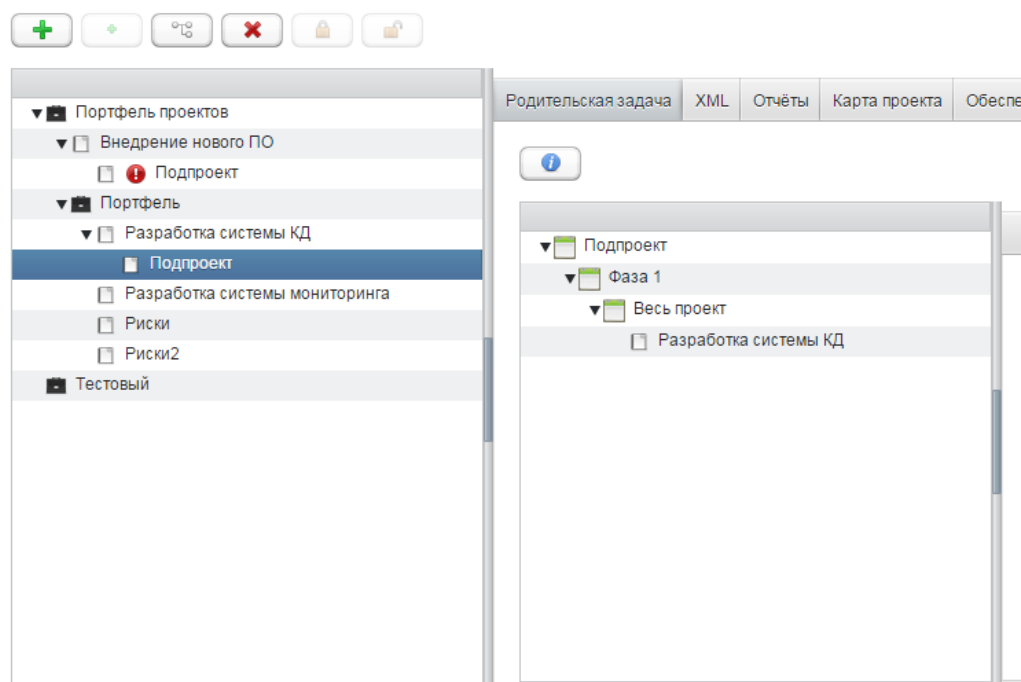 Портфель проектов
Внедрение нового ПО
Подпроект
Портфель
Разработка системы КД
Подпроект
Разработка системы мониторинга
Риски
Риски2
Тестовый
Родительская задача XML Отчёты Карта проекта Обеспе
Подпроект
Фаза 1
Весь проект
Разработка системы КД